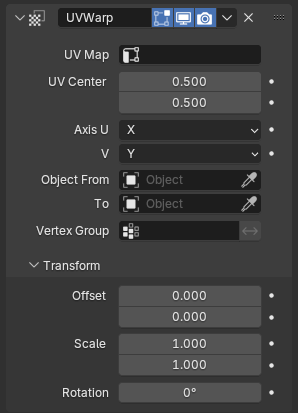 UVWarp
UV Map
UV Center 0.500
0.500
Axis U X
V Y
Object From Object
To Object
Vertex Group
Transform
Offset 0.000
0.000
Scale 1.000
1.000
Rotation 0°